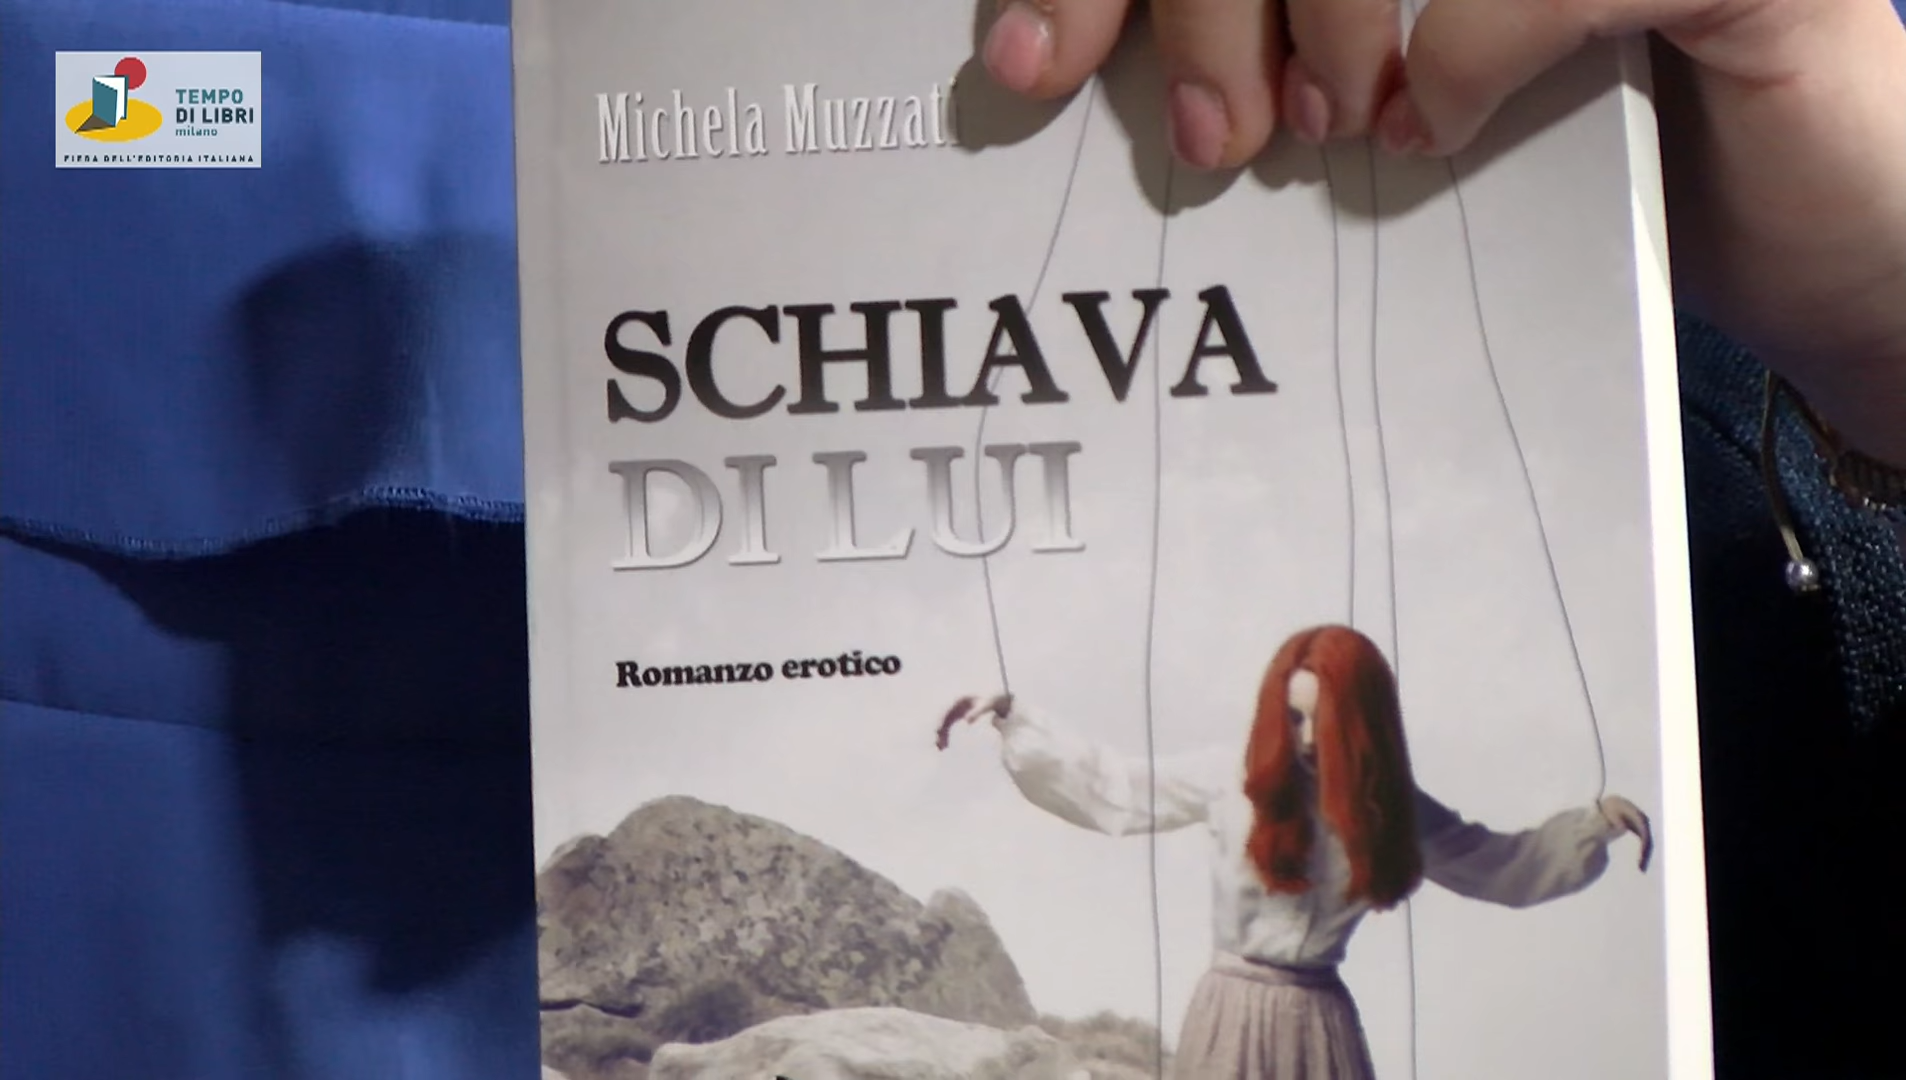 TEMPO
DI LIBRI
milano
FIERA DELL'EDITORIA ITALIANA
Michela Muzzati
SCHIAVA
DI LUI
Romanzo erotico